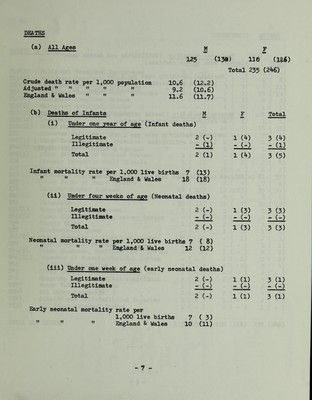 DEATHS
(a) All Ages M F
125 (130) 110 (116)
Total 235 (246)
Crude death rate per 1,000 population 10.6 (12.2)
Adjusted " " " " " 9.2 (10.6)
England & Wales " " " 11.6 (11.7)
(b) Deaths of Infants M F Total
(i) Under one year of age (Infant deaths)
Legitimate 2 (-) 1 (4) 3 (4)
Illegitimate - (1) - (-) - (1)
Total 2 (1) 1 (4) 3 (5)
Infant mortality rate per 1,000 live births 7 (13)
" " " England & Wales 18 (18)
(ii) Under four weeks of age (Neonatal deaths)
Legitimate 2 (-) 1 (3) 3 (3)
Illegitimate - (-) - (-) - (-)
Total 2 (-) 1 (3) 3 (3)
Neonatal mortality rate per 1,000 live births 7 ( 8)
" " " England & Wales 12 (12)
(iii) Under one week of age (early neonatal deaths)
Legitimate 2 (-) 1 (1) 3 (1)
Illegitimate - (-) - (-) - (-)
Total 2 (-) 1 (1) 3 (1)
Early neonatal mortality rate per
1,000 live births 7 ( 3)
" " " England & Wales 10 (11)
- 7 -